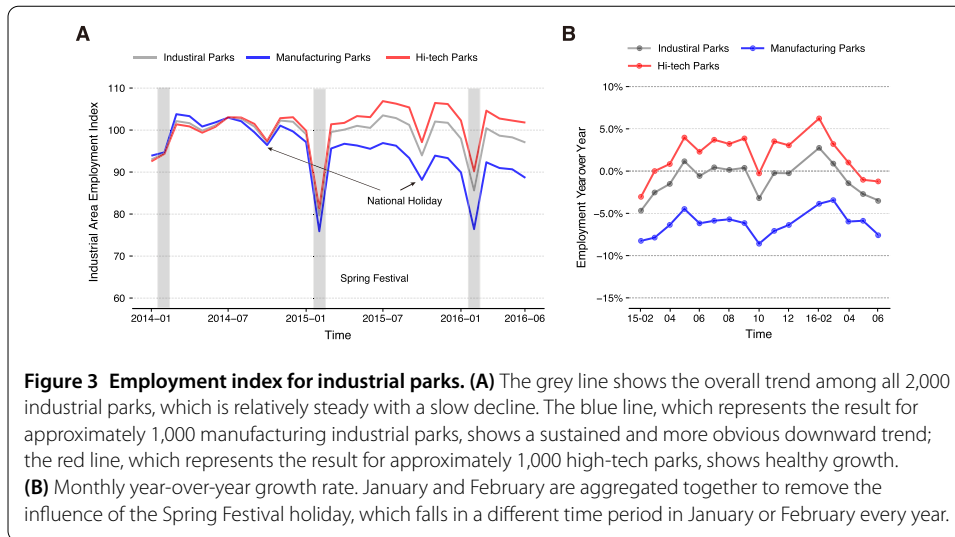 A
Industiral Parks
Manufacturing Parks
Hi-tech Parks
Industrial Area Employment Index
110
100
90
80
70
60
National Holiday
Spring Festival
2014−01
2014−07
2015−01
2015−07
2016−01
2016−06
Time
B
Industiral Parks
Manufacturing Parks
Hi-tech Parks
Employment Year over Year
10%
5.0%
0.0%
−5.0%
−10%
−15%
15-02
04
06
08
10
12
16-02
04
06
Time
Figure 3 Employment index for industrial parks. (A) The grey line shows the overall trend among all 2,000
industrial parks, which is relatively steady with a slow decline. The blue line, which represents the result for
approximately 1,000 manufacturing industrial parks, shows a sustained and more obvious downward trend;
the red line, which represents the result for approximately 1,000 high-tech parks, shows healthy growth.
(B) Monthly year-over-year growth rate. January and February are aggregated together to remove the
influence of the Spring Festival holiday, which falls in a different time period in January or February every year.